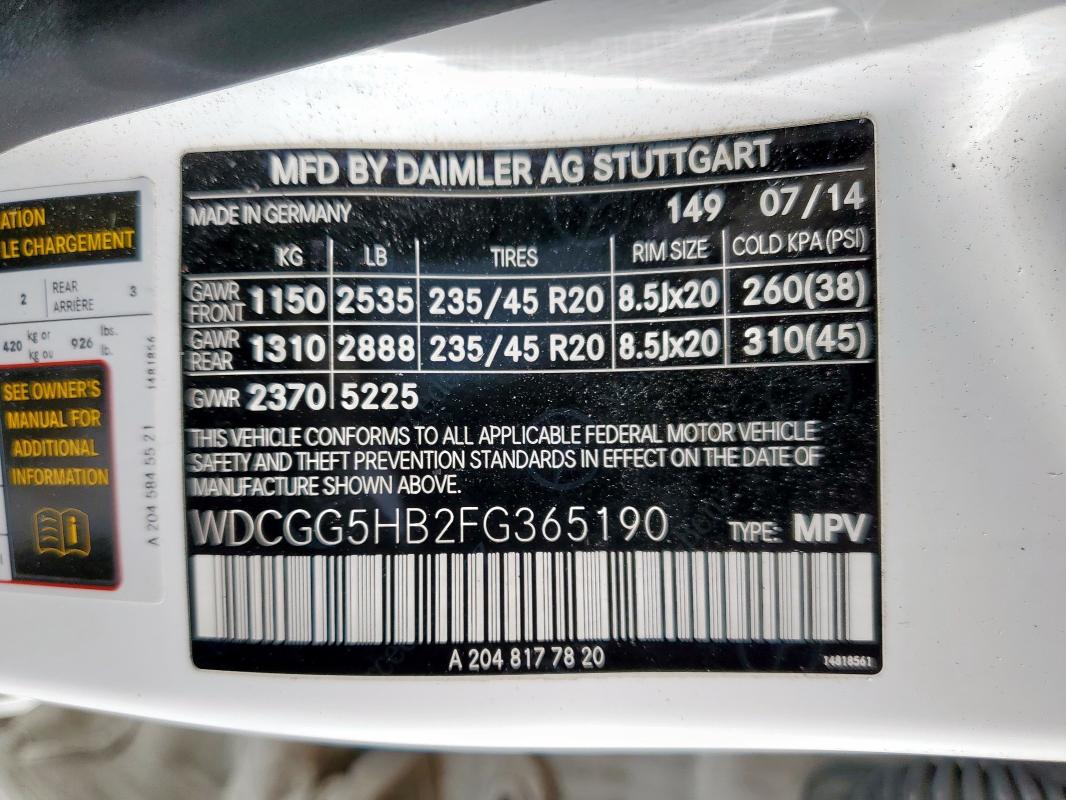 ATION
LE CHARGEMENT
2 REAR ARRIÈRE 3
420 kg or kg ou 926 lbs. lb.
SEE OWNER'S
MANUAL FOR
ADDITIONAL
INFORMATION
A 204 584 55 21 1481856
MFD BY DAIMLER AG STUTTGART
MADE IN GERMANY 149 07/14
KG LB TIRES RIM SIZE COLD KPA (PSI)
GAWR FRONT 1150 2535 235/45 R20 8.5Jx20 260(38)
GAWR REAR 1310 2888 235/45 R20 8.5Jx20 310(45)
GVWR 2370 5225
THIS VEHICLE CONFORMS TO ALL APPLICABLE FEDERAL MOTOR VEHICLE
SAFETY AND THEFT PREVENTION STANDARDS IN EFFECT ON THE DATE OF
MANUFACTURE SHOWN ABOVE.
WDCGG5HB2FG365190 TYPE: MPV
A 204 817 78 20 14818561